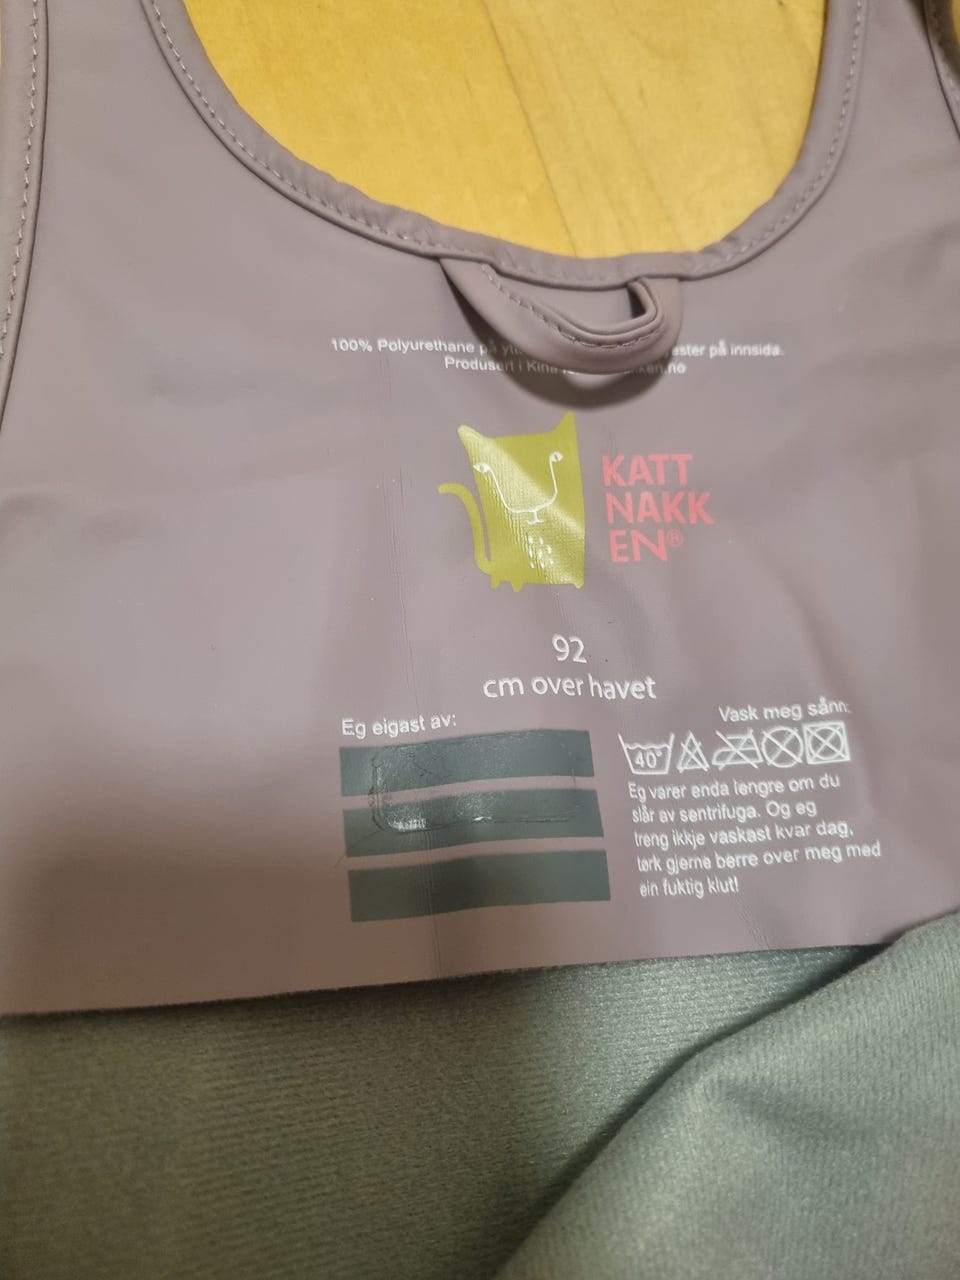 100% Polyurethane på på innsida.
Produsert i Kina
KATT
NAKK
EN®
92
cm over havet
Eg eigast av:
Vask meg sånn:
40°
Eg varer enda lengre om du
slår av sentrifuga. Og eg
treng ikkje vaskast kvar dag,
tørk gjerne berre over meg med
ein fuktig klut!